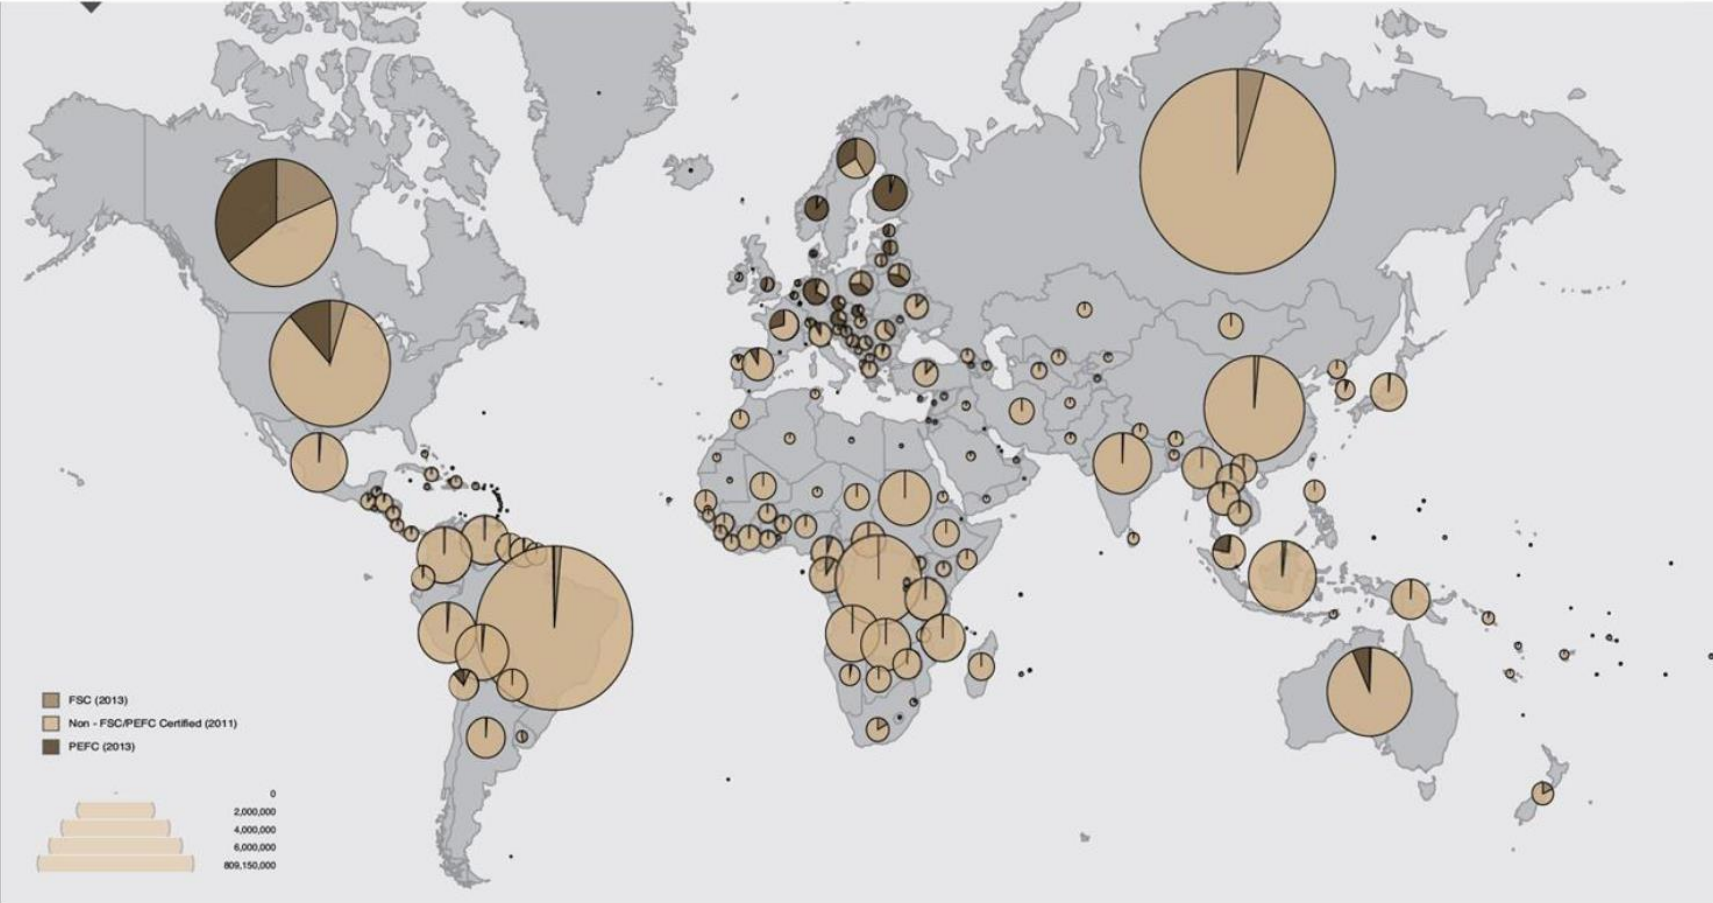 FSC (2013)
Non - FSC/PEFC Certified (2011)
PEFC (2013)
0
2,000,000
4,000,000
6,000,000
809,150,000